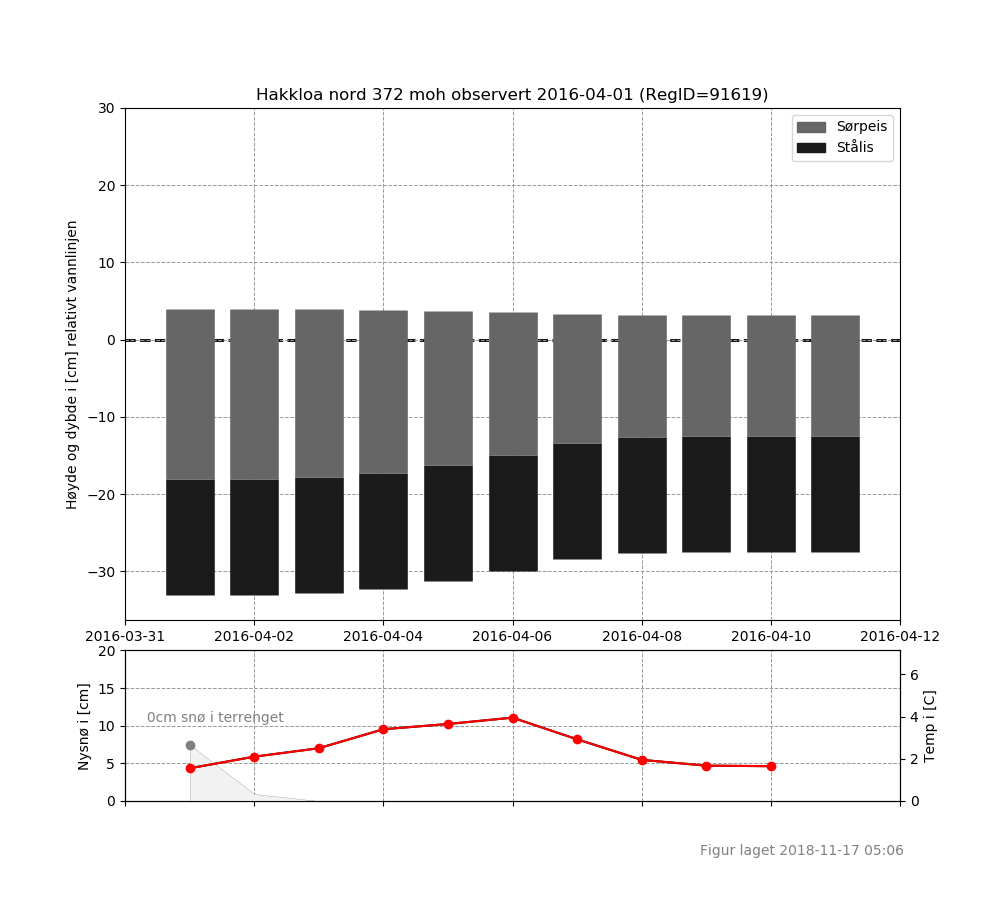 Hakkloa nord 372 moh observert 2016-04-01 (RegID=91619)
30
20
10
0
−10
−20
−30
Høyde og dybde i [cm] relativt vannlinjen
Sørpeis
Stålis
2016-03-31 2016-04-02 2016-04-04 2016-04-06 2016-04-08 2016-04-10 2016-04-12
20
15
10
5
0
Nysnø i [cm]
0cm snø i terrenget
6
4
2
0
Temp i [C]
Figur laget 2018-11-17 05:06